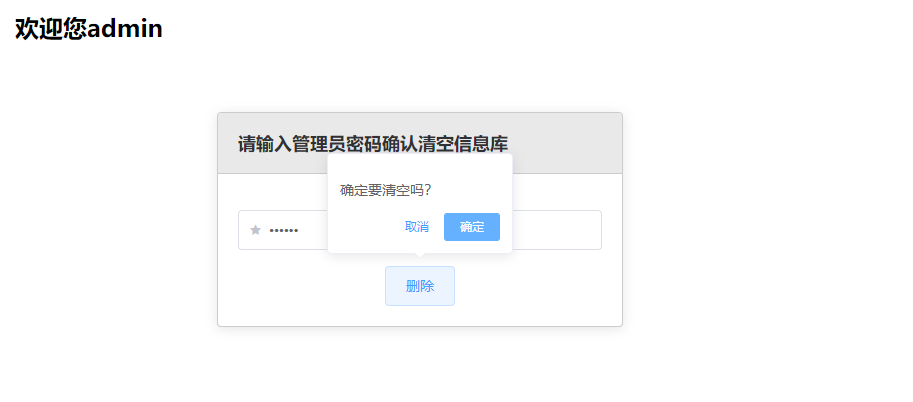 欢迎您admin
请输入管理员密码确认清空信息库
确定要清空吗?
取消 确定
••••••
删除